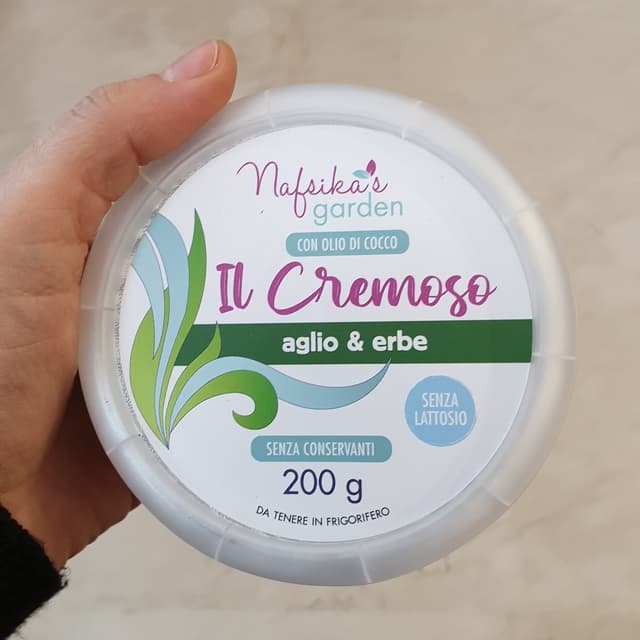 Nafsika's
garden
CON OLIO DI COCCO
Il Cremoso
aglio & erbe
SENZA
LATTOSIO
SENZA CONSERVANTI
200 g
DA TENERE IN FRIGORIFERO